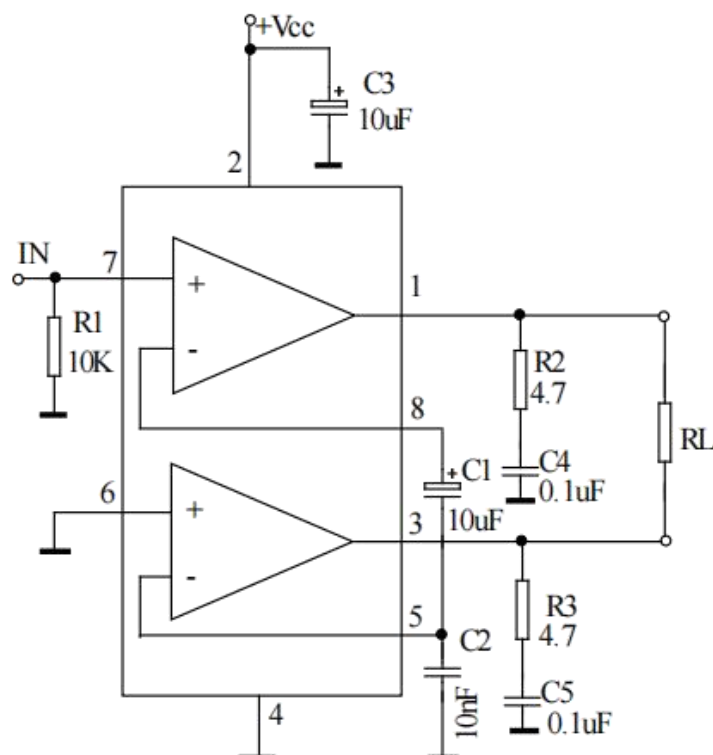 +Vcc
C3
+
10uF
2
IN
7
+
1
R1
10K
-
R2
4.7
8
RL
C1
+
10uF
C4
0.1uF
6
+
3
-
5
C2
R3
4.7
10nF
C5
0.1uF
4